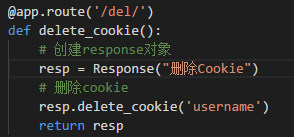 @app.route('/del/')
def delete_cookie():
    # 创建response对象
    resp = Response("删除Cookie")
    # 删除cookie
    resp.delete_cookie('username')
    return resp